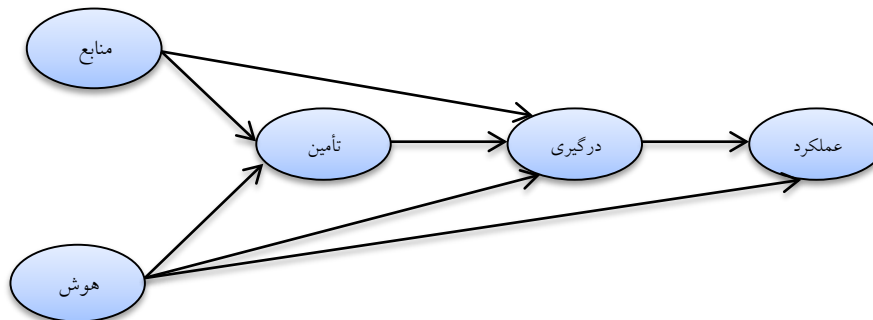 منابع
تأمین
درگیری
عملکرد
هوش